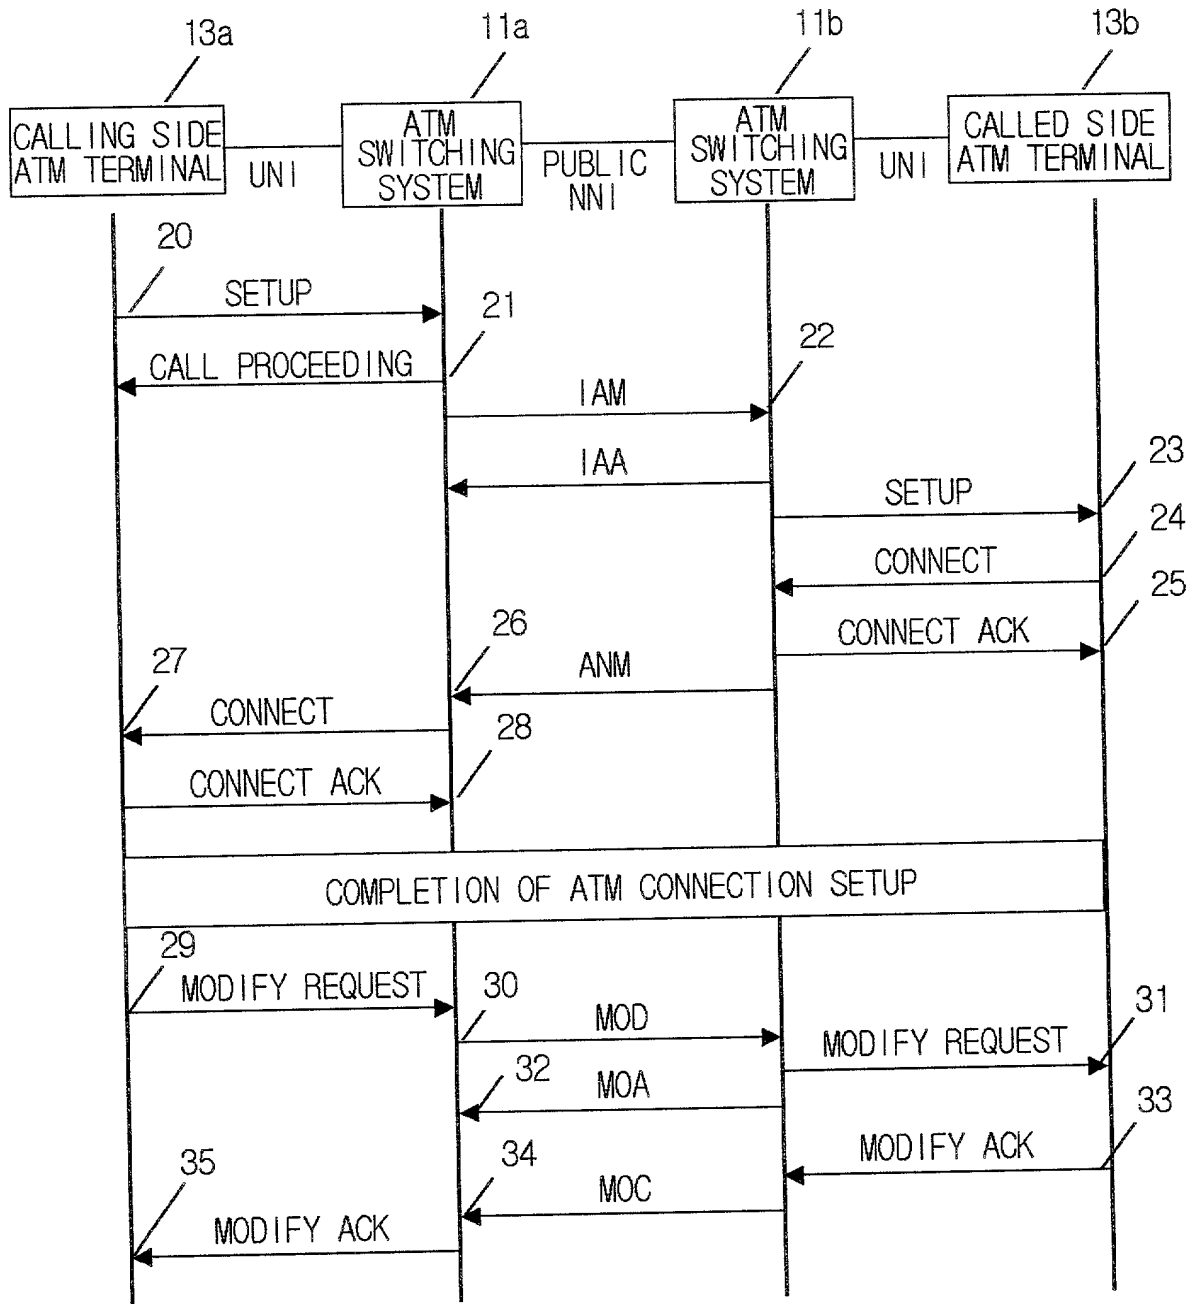 13a
11a
11b
13b
CALLING SIDE
ATM TERMINAL
UNI
ATM
SWITCHING
SYSTEM
PUBLIC
NNI
ATM
SWITCHING
SYSTEM
UNI
CALLED SIDE
ATM TERMINAL
20
SETUP
21
CALL PROCEEDING
22
IAM
IAA
23
SETUP
24
CONNECT
25
CONNECT ACK
26
ANM
27
CONNECT
28
CONNECT ACK
COMPLETION OF ATM CONNECTION SETUP
29
MODIFY REQUEST
30
MOD
31
MODIFY REQUEST
32
MOA
33
MODIFY ACK
34
MOC
35
MODIFY ACK